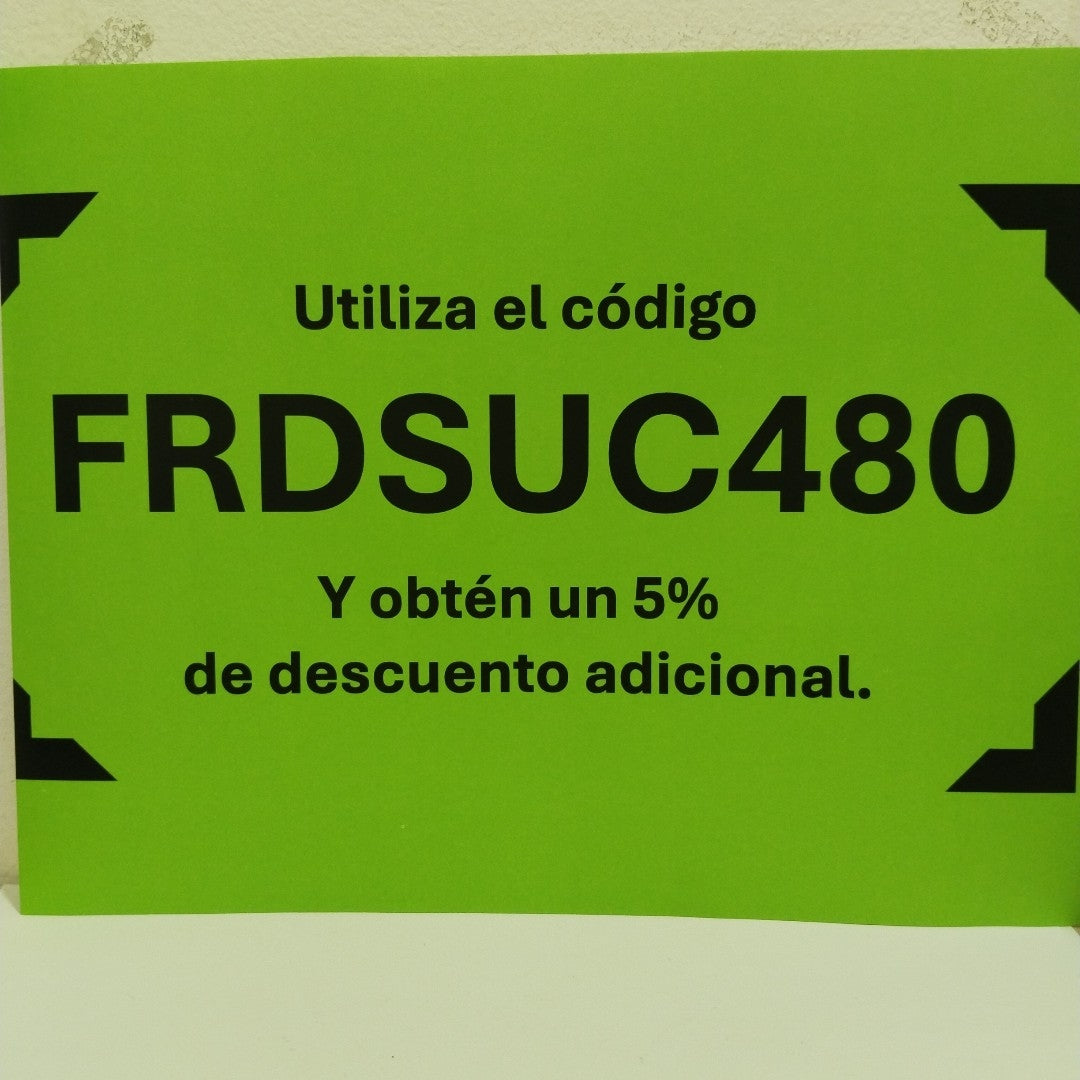 Utiliza el código
FRDSUC480
Y obtén un 5%
de descuento adicional.